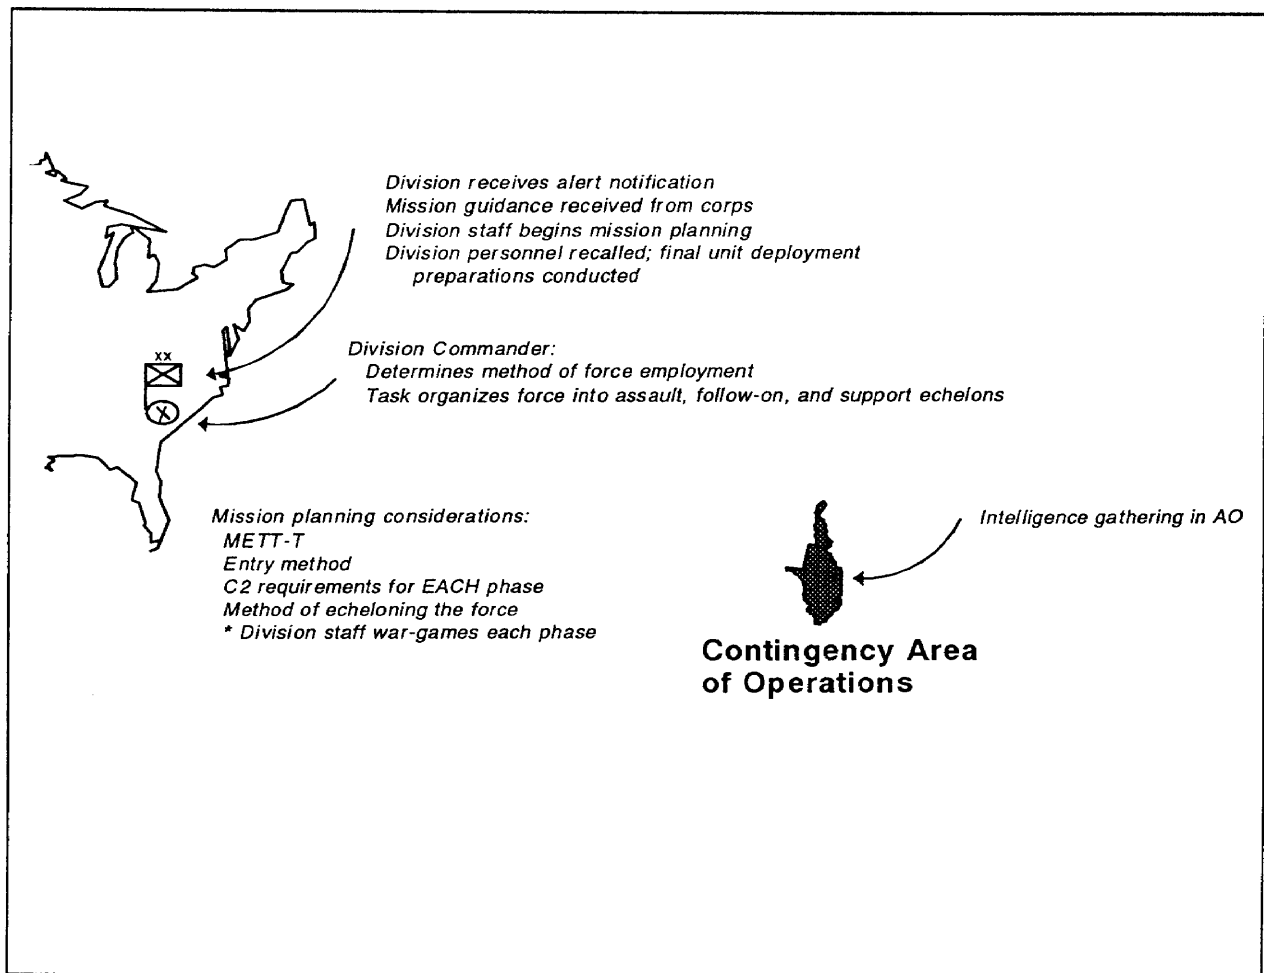 Division receives alert notification
Mission guidance received from corps
Division staff begins mission planning
Division personnel recalled; final unit deployment
preparations conducted
xx
Division Commander:
Determines method of force employment
Task organizes force into assault, follow-on, and support echelons
Mission planning considerations:
METT-T
Entry method
C2 requirements for EACH phase
Method of echeloning the force
* Division staff war-games each phase
Intelligence gathering in AO
Contingency Area
of Operations